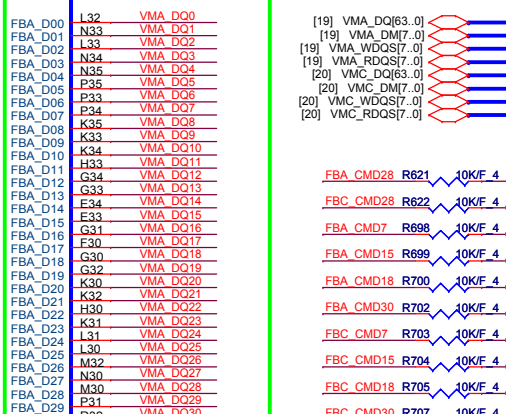 FBA_D00 L32 VMA_DQ0
FBA_D01 N33 VMA_DQ1
FBA_D02 L33 VMA_DQ2
FBA_D03 N34 VMA_DQ3
FBA_D04 N35 VMA_DQ4
FBA_D05 P35 VMA_DQ5
FBA_D06 P33 VMA_DQ6
FBA_D07 P34 VMA_DQ7
FBA_D08 K35 VMA_DQ8
FBA_D09 K33 VMA_DQ9
FBA_D10 K34 VMA_DQ10
FBA_D11 H33 VMA_DQ11
FBA_D12 G34 VMA_DQ12
FBA_D13 G33 VMA_DQ13
FBA_D14 E34 VMA_DQ14
FBA_D15 E33 VMA_DQ15
FBA_D16 G31 VMA_DQ16
FBA_D17 F30 VMA_DQ17
FBA_D18 G30 VMA_DQ18
FBA_D19 G32 VMA_DQ19
FBA_D20 K30 VMA_DQ20
FBA_D21 K32 VMA_DQ21
FBA_D22 H30 VMA_DQ22
FBA_D23 K31 VMA_DQ23
FBA_D24 L31 VMA_DQ24
FBA_D25 L30 VMA_DQ25
FBA_D26 M32 VMA_DQ26
FBA_D27 N30 VMA_DQ27
FBA_D28 M30 VMA_DQ28
FBA_D29 P31 VMA_DQ29
VMA_DQ30
[19] VMA_DQ[63..0]
[19] VMA_DM[7..0]
[19] VMA_WDQS[7..0]
[19] VMA_RDQS[7..0]
[20] VMC_DQ[63..0]
[20] VMC_DM[7..0]
[20] VMC_WDQS[7..0]
[20] VMC_RDQS[7..0]
FBA_CMD28 R621 10K/F_4
FBC_CMD28 R622 10K/F_4
FBA_CMD7 R698 10K/F_4
FBA_CMD15 R699 10K/F_4
FBA_CMD18 R700 10K/F_4
FBA_CMD30 R702 10K/F_4
FBC_CMD7 R703 10K/F_4
FBC_CMD15 R704 10K/F_4
FBC_CMD18 R705 10K/F_4
FBC_CMD30 R707 10K/F_4